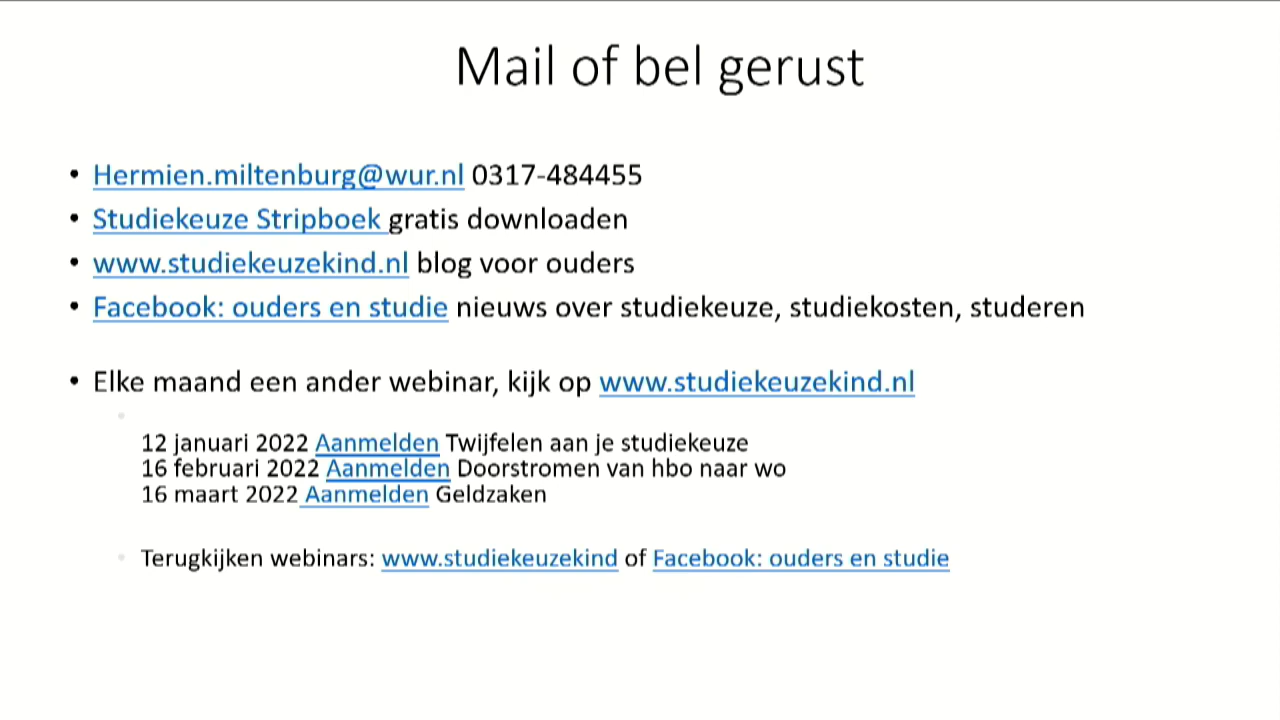 Mail of bel gerust
• Hermien.miltenburg@wur.nl 0317-484455
• Studiekeuze Stripboek gratis downloaden
• www.studiekeuzekind.nl blog voor ouders
• Facebook: ouders en studie nieuws over studiekeuze, studiekosten, studeren
• Elke maand een ander webinar, kijk op www.studiekeuzekind.nl
12 januari 2022 Aanmelden Twijfelen aan je studiekeuze
16 februari 2022 Aanmelden Doorstromen van hbo naar wo
16 maart 2022 Aanmelden Geldzaken
• Terugkijken webinars: www.studiekeuzekind of Facebook: ouders en studie